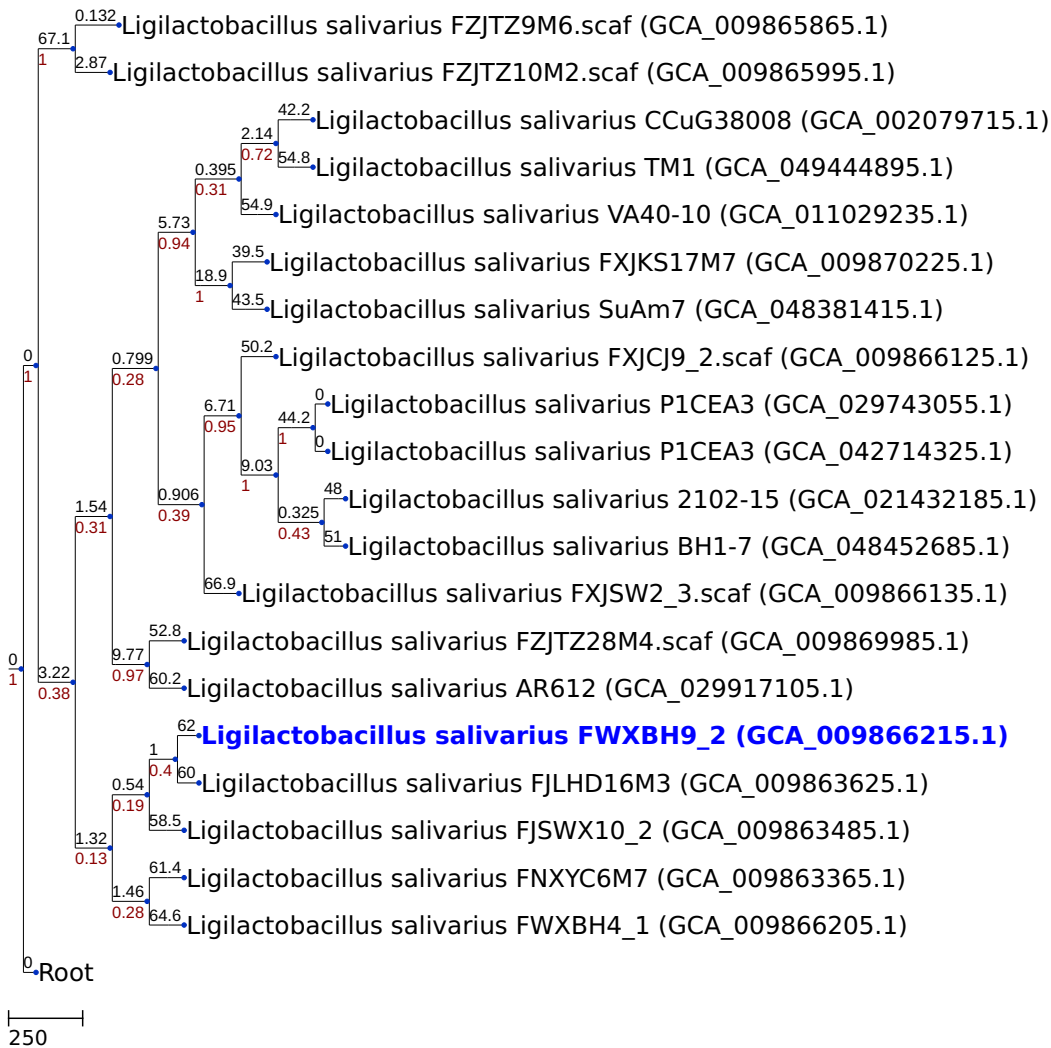 0.132
Ligilactobacillus salivarius FZJTZ9M6.scaf (GCA_009865865.1)
67.1
1
2.87
Ligilactobacillus salivarius FZJTZ10M2.scaf (GCA_009865995.1)
42.2
Ligilactobacillus salivarius CCuG38008 (GCA_002079715.1)
2.14
0.72
54.8
Ligilactobacillus salivarius TM1 (GCA_049444895.1)
0.395
0.31
54.9
Ligilactobacillus salivarius VA40-10 (GCA_011029235.1)
5.73
0.94
39.5
Ligilactobacillus salivarius FXJKS17M7 (GCA_009870225.1)
18.9
1
43.5
Ligilactobacillus salivarius SuAm7 (GCA_048381415.1)
50.2
Ligilactobacillus salivarius FXJCJ9_2.scaf (GCA_009866125.1)
0
1
0.799
0.28
0
Ligilactobacillus salivarius P1CEA3 (GCA_029743055.1)
6.71
0.95
44.2
1
0
Ligilactobacillus salivarius P1CEA3 (GCA_042714325.1)
9.03
1
48
Ligilactobacillus salivarius 2102-15 (GCA_021432185.1)
0.906
0.39
1.54
0.31
0.325
0.43
51
Ligilactobacillus salivarius BH1-7 (GCA_048452685.1)
66.9
Ligilactobacillus salivarius FXJSW2_3.scaf (GCA_009866135.1)
52.8
Ligilactobacillus salivarius FZJTZ28M4.scaf (GCA_009869985.1)
9.77
0.97
0
1
3.22
0.38
60.2
Ligilactobacillus salivarius AR612 (GCA_029917105.1)
62
Ligilactobacillus salivarius FWXBH9_2 (GCA_009866215.1)
1
0.4
60
Ligilactobacillus salivarius FJLHD16M3 (GCA_009863625.1)
0.54
0.19
58.5
Ligilactobacillus salivarius FJSWX10_2 (GCA_009863485.1)
1.32
0.13
61.4
Ligilactobacillus salivarius FNXYC6M7 (GCA_009863365.1)
1.46
0.28
64.6
Ligilactobacillus salivarius FWXBH4_1 (GCA_009866205.1)
0
Root
250